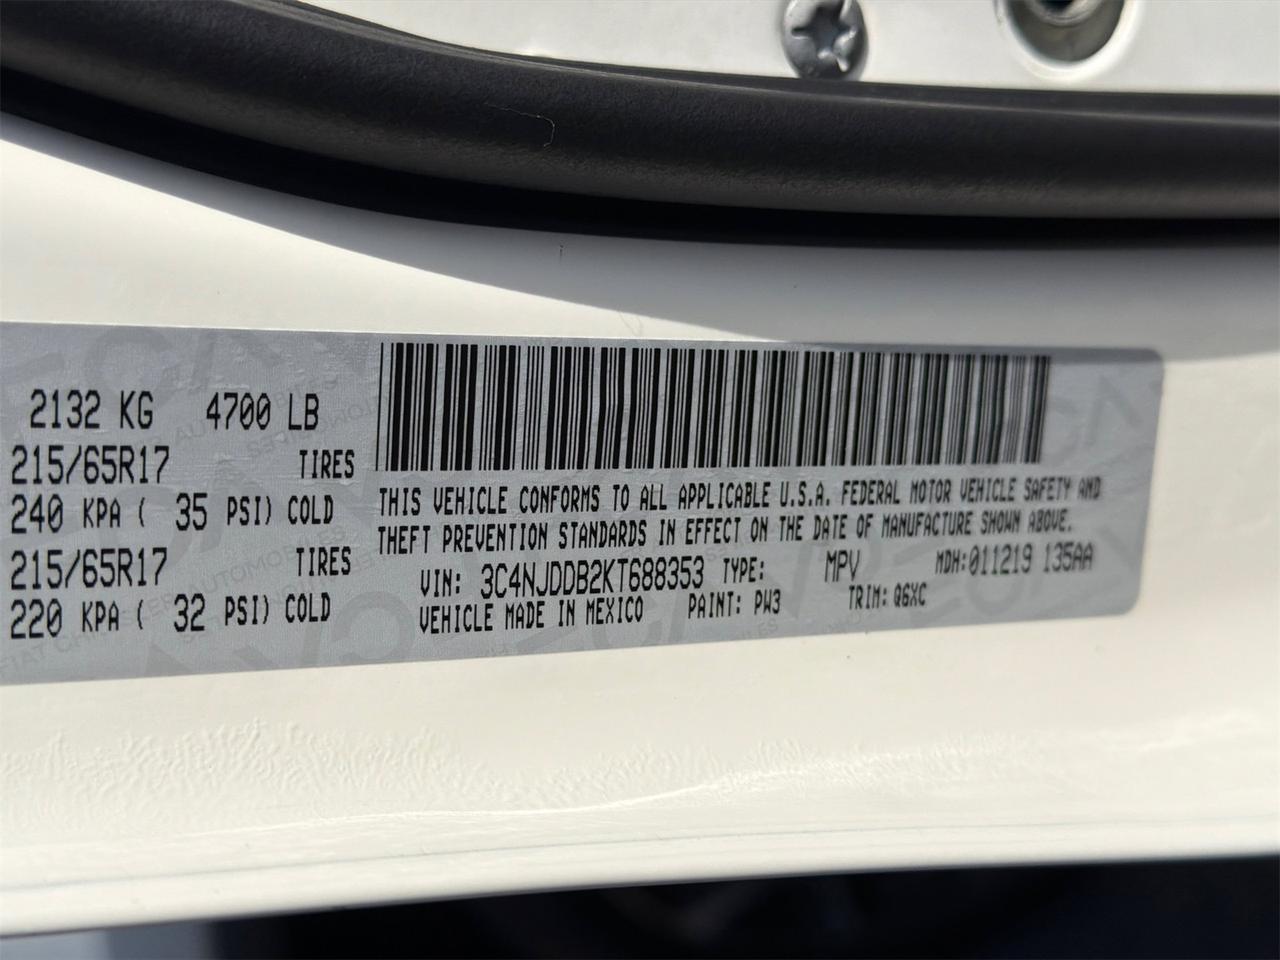 2132 KG 4700 LB
215/65R17 TIRES
240 KPA ( 35 PSI) COLD
215/65R17 TIRES
220 KPA ( 32 PSI) COLD
THIS VEHICLE CONFORMS TO ALL APPLICABLE U.S.A. FEDERAL MOTOR VEHICLE SAFETY AND
THEFT PREVENTION STANDARDS IN EFFECT ON THE DATE OF MANUFACTURE SHOWN ABOVE.
VIN: 3C4NJDDB2KT688353 TYPE: MPV MDH:011219 135AA
VEHICLE MADE IN MEXICO PAINT: PW3 TRIM: Q6XC